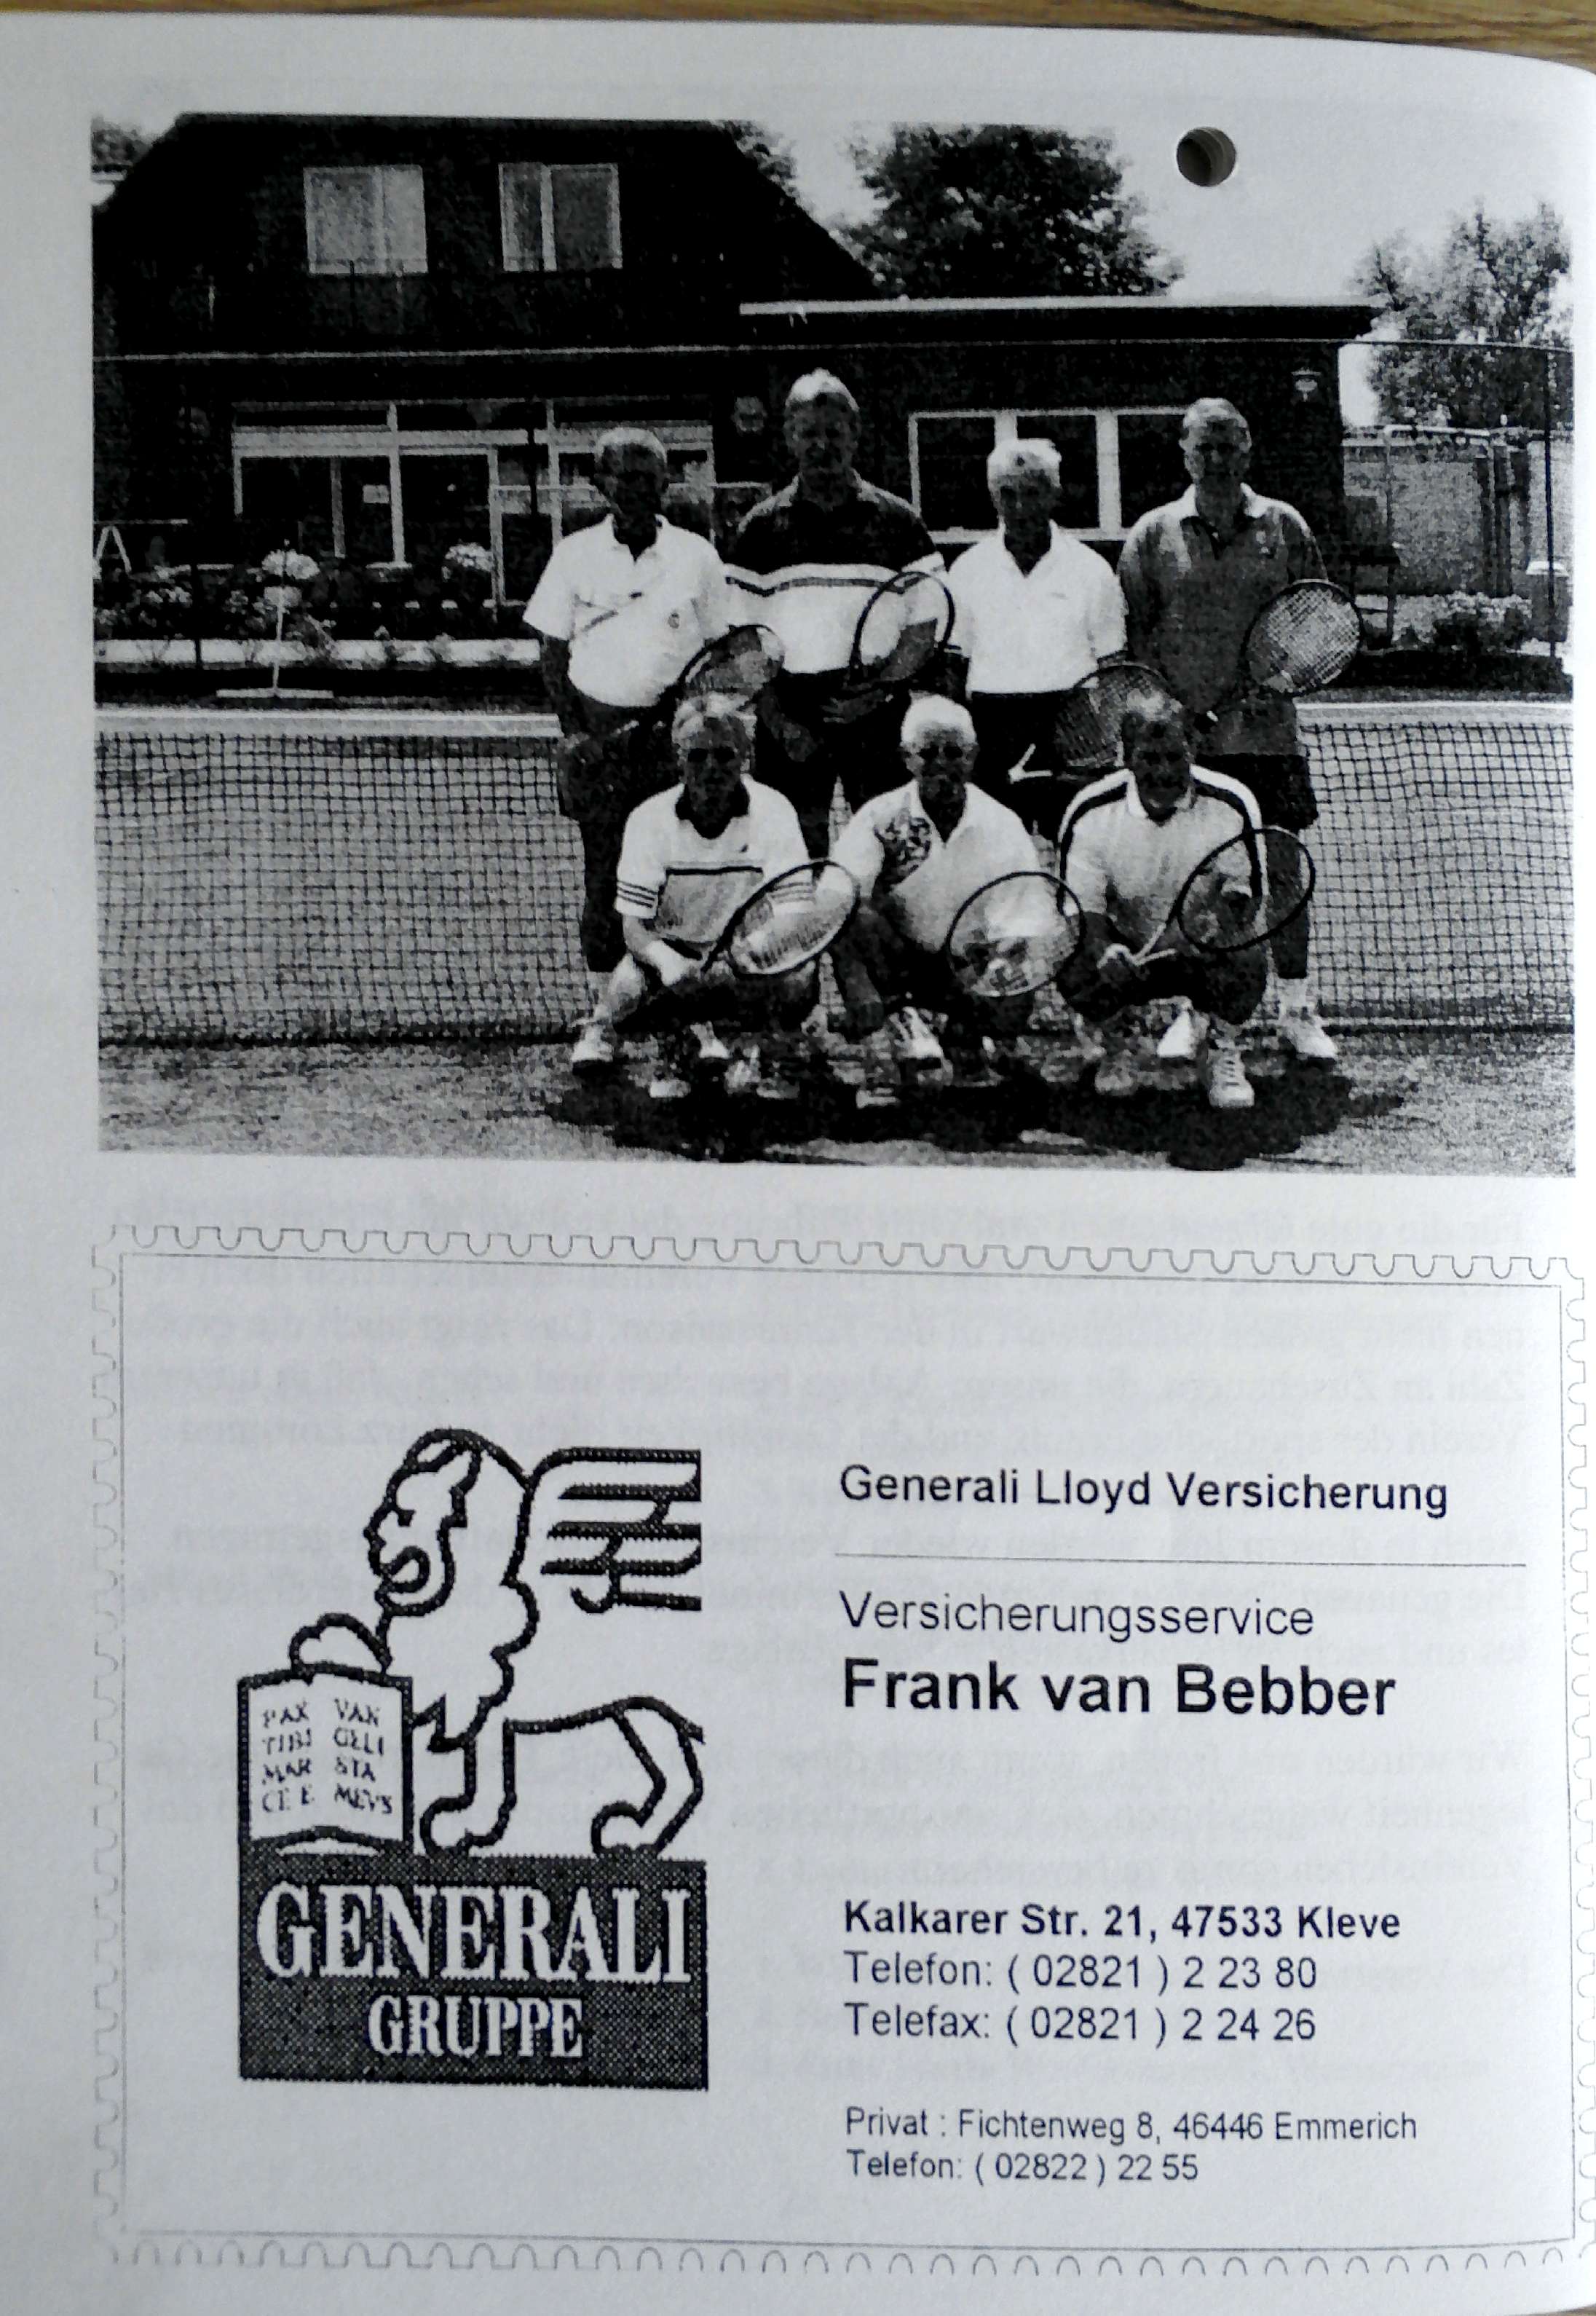 Generali Lloyd Versicherung
Versicherungsservice
Frank van Bebber
Kalkarer Str. 21, 47533 Kleve
Telefon: ( 02821 ) 2 23 80
Telefax: ( 02821 ) 2 24 26
Privat : Fichtenweg 8, 46446 Emmerich
Telefon: ( 02822 ) 22 55
PAX VAN
TIBI GELI
MAR STA
CE E MEVS
GENERALI
GRUPPE